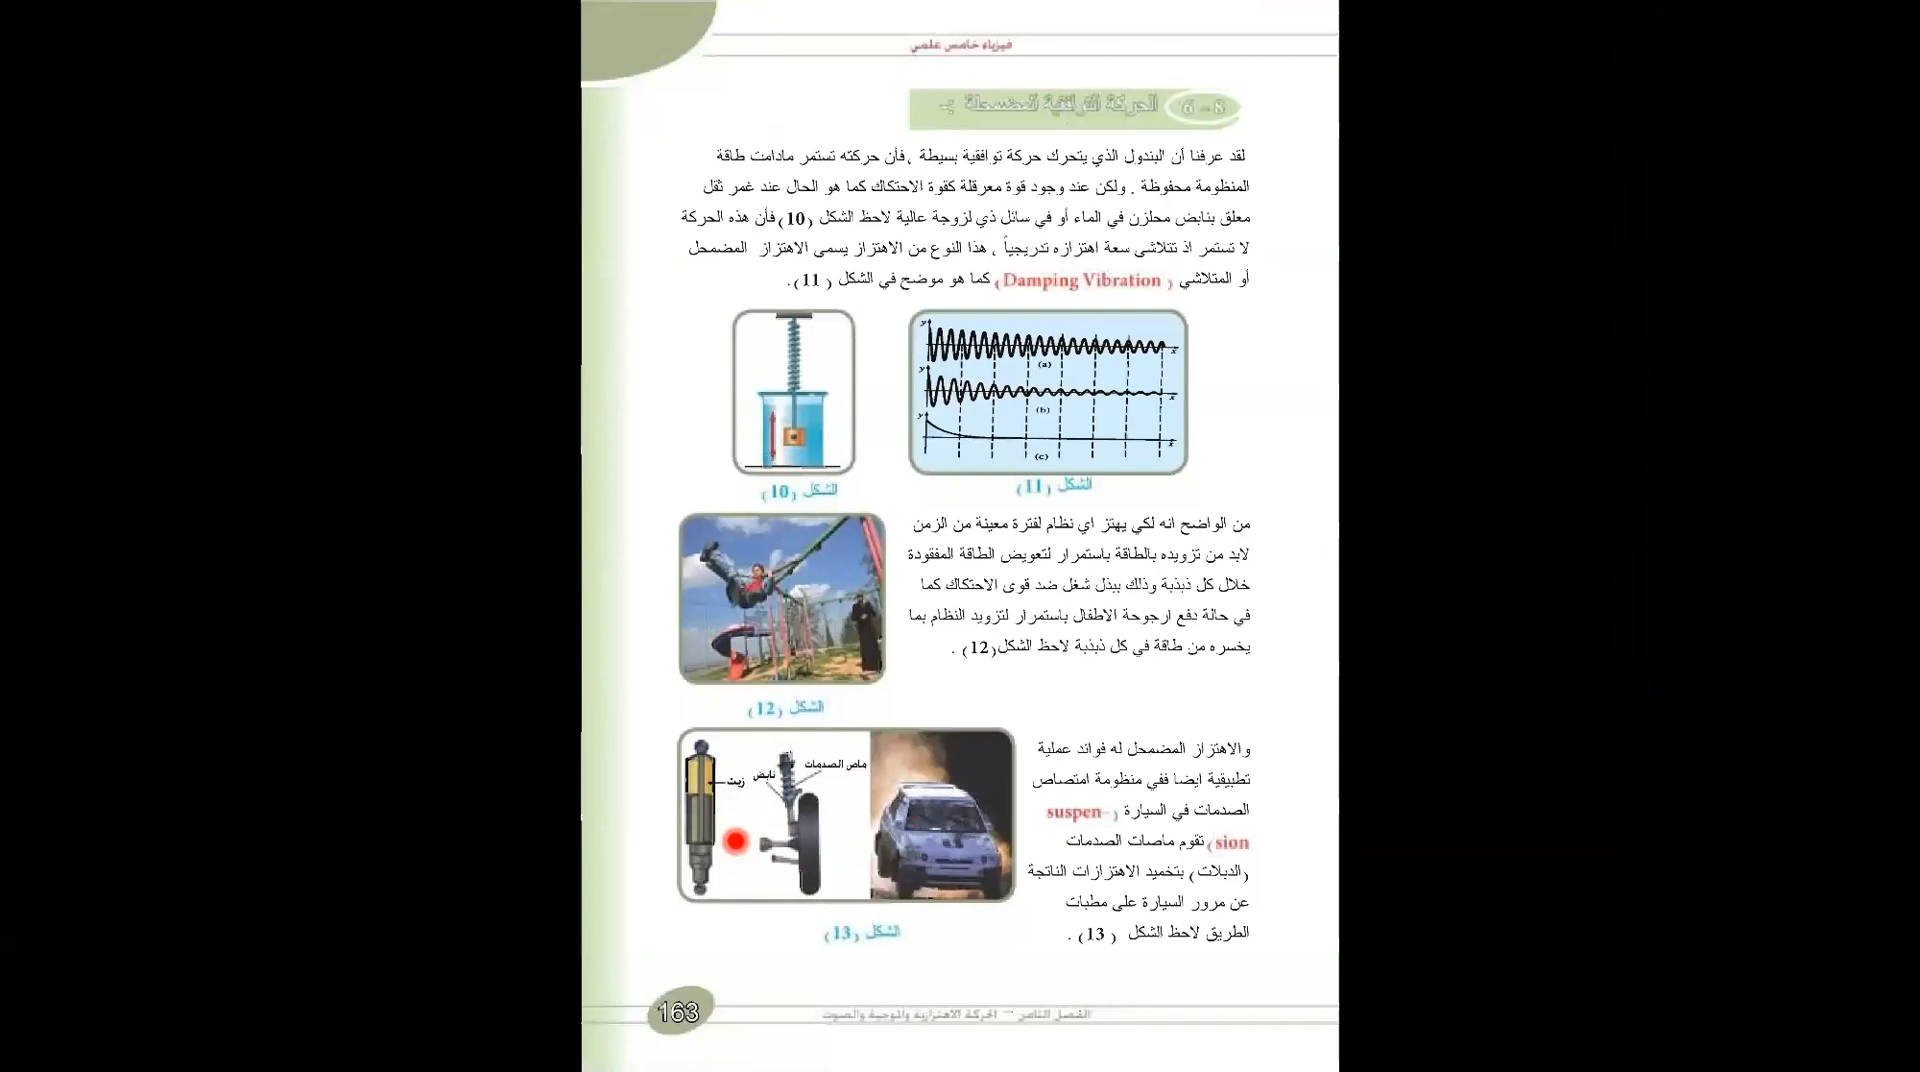 فيزياء خامس علمي
6 - 8 الحركة التوافقية المضمحلة :-
لقد عرفنا أن البندول الذي يتحرك حركة توافقية بسيطة ، فأن حركته تستمر مادامت طاقة
المنظومة محفوظة . ولكن عند وجود قوة معرقلة كقوة الاحتكاك كما هو الحال عند غمر ثقل
معلق بنابض محلزن في الماء أو في سائل ذي لزوجة عالية لاحظ الشكل (10) فأن هذه الحركة
لا تستمر اذ تتلاشى سعة اهتزازه تدريجياً ، هذا النوع من الاهتزاز يسمى الاهتزاز المضمحل
أو المتلاشي (Damping Vibration) كما هو موضح في الشكل (11).
y
x
(a)
y
x
(b)
y
x
(c)
الشكل (11)
الشكل (10)
من الواضح انه لكي يهتز اي نظام لفترة معينة من الزمن
لابد من تزويده بالطاقة باستمرار لتعويض الطاقة المفقودة
خلال كل ذبذبة وذلك ببذل شغل ضد قوى الاحتكاك كما
في حالة دفع ارجوحة الاطفال باستمرار لتزويد النظام بما
يخسره من طاقة في كل ذبذبة لاحظ الشكل(12) .
الشكل (12)
والاهتزاز المضمحل له فوائد عملية
تطبيقية ايضا ففي منظومة امتصاص
الصدمات في السيارة (suspen-
sion) تقوم ماصات الصدمات
(الدبلات) بتخميد الاهتزازات الناتجة
عن مرور السيارة على مطبات
الطريق لاحظ الشكل (13) .
ماص الصدمات
نابض
زيت
الشكل (13)
الفصل الثامن – الحركة الاهتزازية والموجية والصوت
163